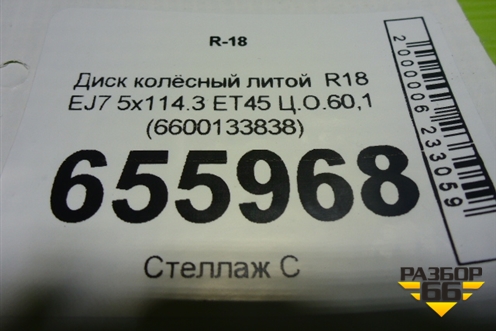 R-18
Диск колёсный литой R18
EJ7 5x114.3 ET45 Ц.О.60,1
(6600133838)
655968
Стеллаж С
2000006233059
РАЗБОР
66